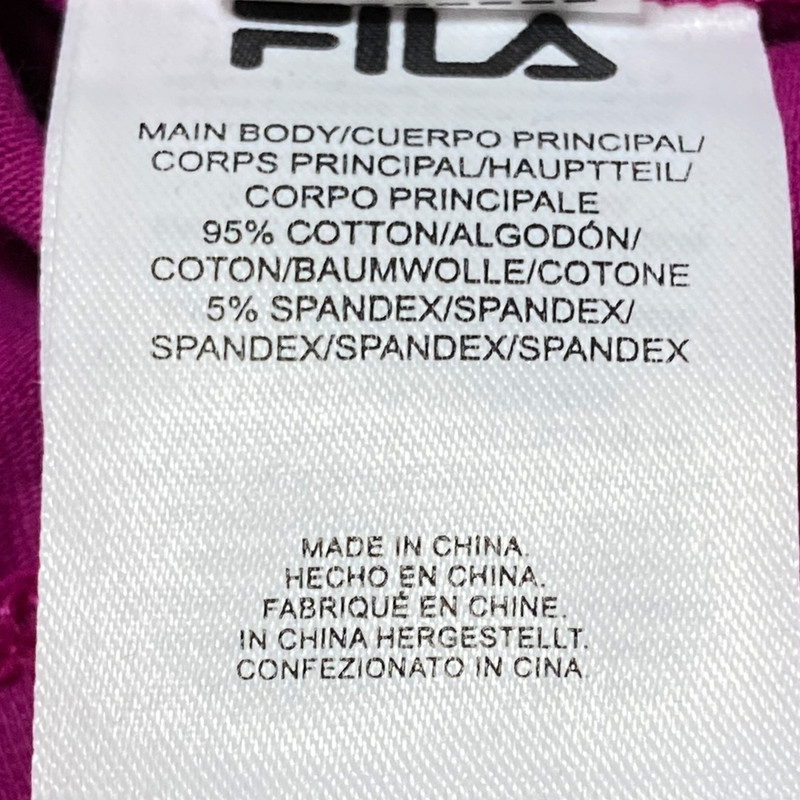 FILA
MAIN BODY/CUERPO PRINCIPAL/
CORPS PRINCIPAL/HAUPTTEIL/
CORPO PRINCIPALE
95% COTTON/ALGODÓN/
COTON/BAUMWOLLE/COTONE
5% SPANDEX/SPANDEX/
SPANDEX/SPANDEX/SPANDEX
MADE IN CHINA.
HECHO EN CHINA.
FABRIQUÉ EN CHINE.
IN CHINA HERGESTELLT.
CONFEZIONATO IN CINA.